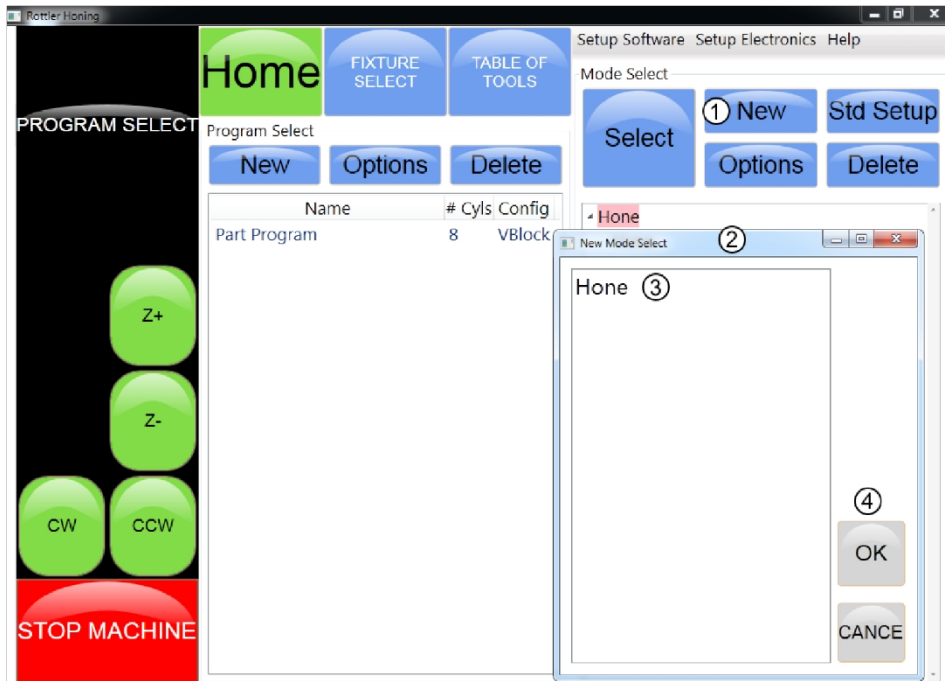 Rottler Honing
PROGRAM SELECT
Z+
Z-
CW
CCW
STOP MACHINE
Home
FIXTURE
SELECT
TABLE OF
TOOLS
Program Select
New
Options
Delete
Name # Cyls Config
Part Program 8 VBlock
Setup Software Setup Electronics Help
Mode Select
Select
1 New
Std Setup
Options
Delete
Hone
New Mode Select 2
Hone 3
4
OK
CANCE